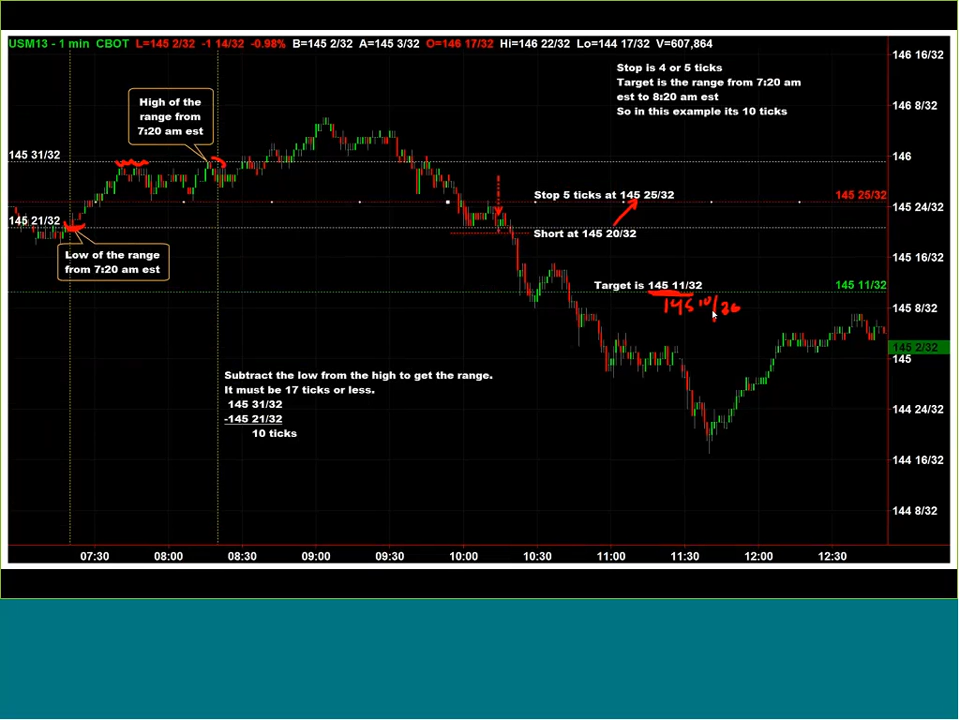 USM13 - 1 min CBOT L=145 2/32 -1 14/32 -0.98% B=145 2/32 A=145 3/32 O=146 17/32 Hi=146 22/32 Lo=144 17/32 V=607,864
146 16/32
Stop is 4 or 5 ticks
Target is the range from 7:20 am
est to 8:20 am est
So in this example its 10 ticks
146 8/32
High of the
range from
7:20 am est
145 31/32
146
Stop 5 ticks at 145 25/32
145 25/32
145 24/32
145 21/32
Short at 145 20/32
Low of the range
from 7:20 am est
145 16/32
Target is 145 11/32
145 11/32
145 10/
145 8/32
145 2/32
145
Subtract the low from the high to get the range.
It must be 17 ticks or less.
145 31/32
-145 21/32
10 ticks
144 24/32
144 16/32
144 8/32
07:30 08:00 08:30 09:00 09:30 10:00 10:30 11:00 11:30 12:00 12:30